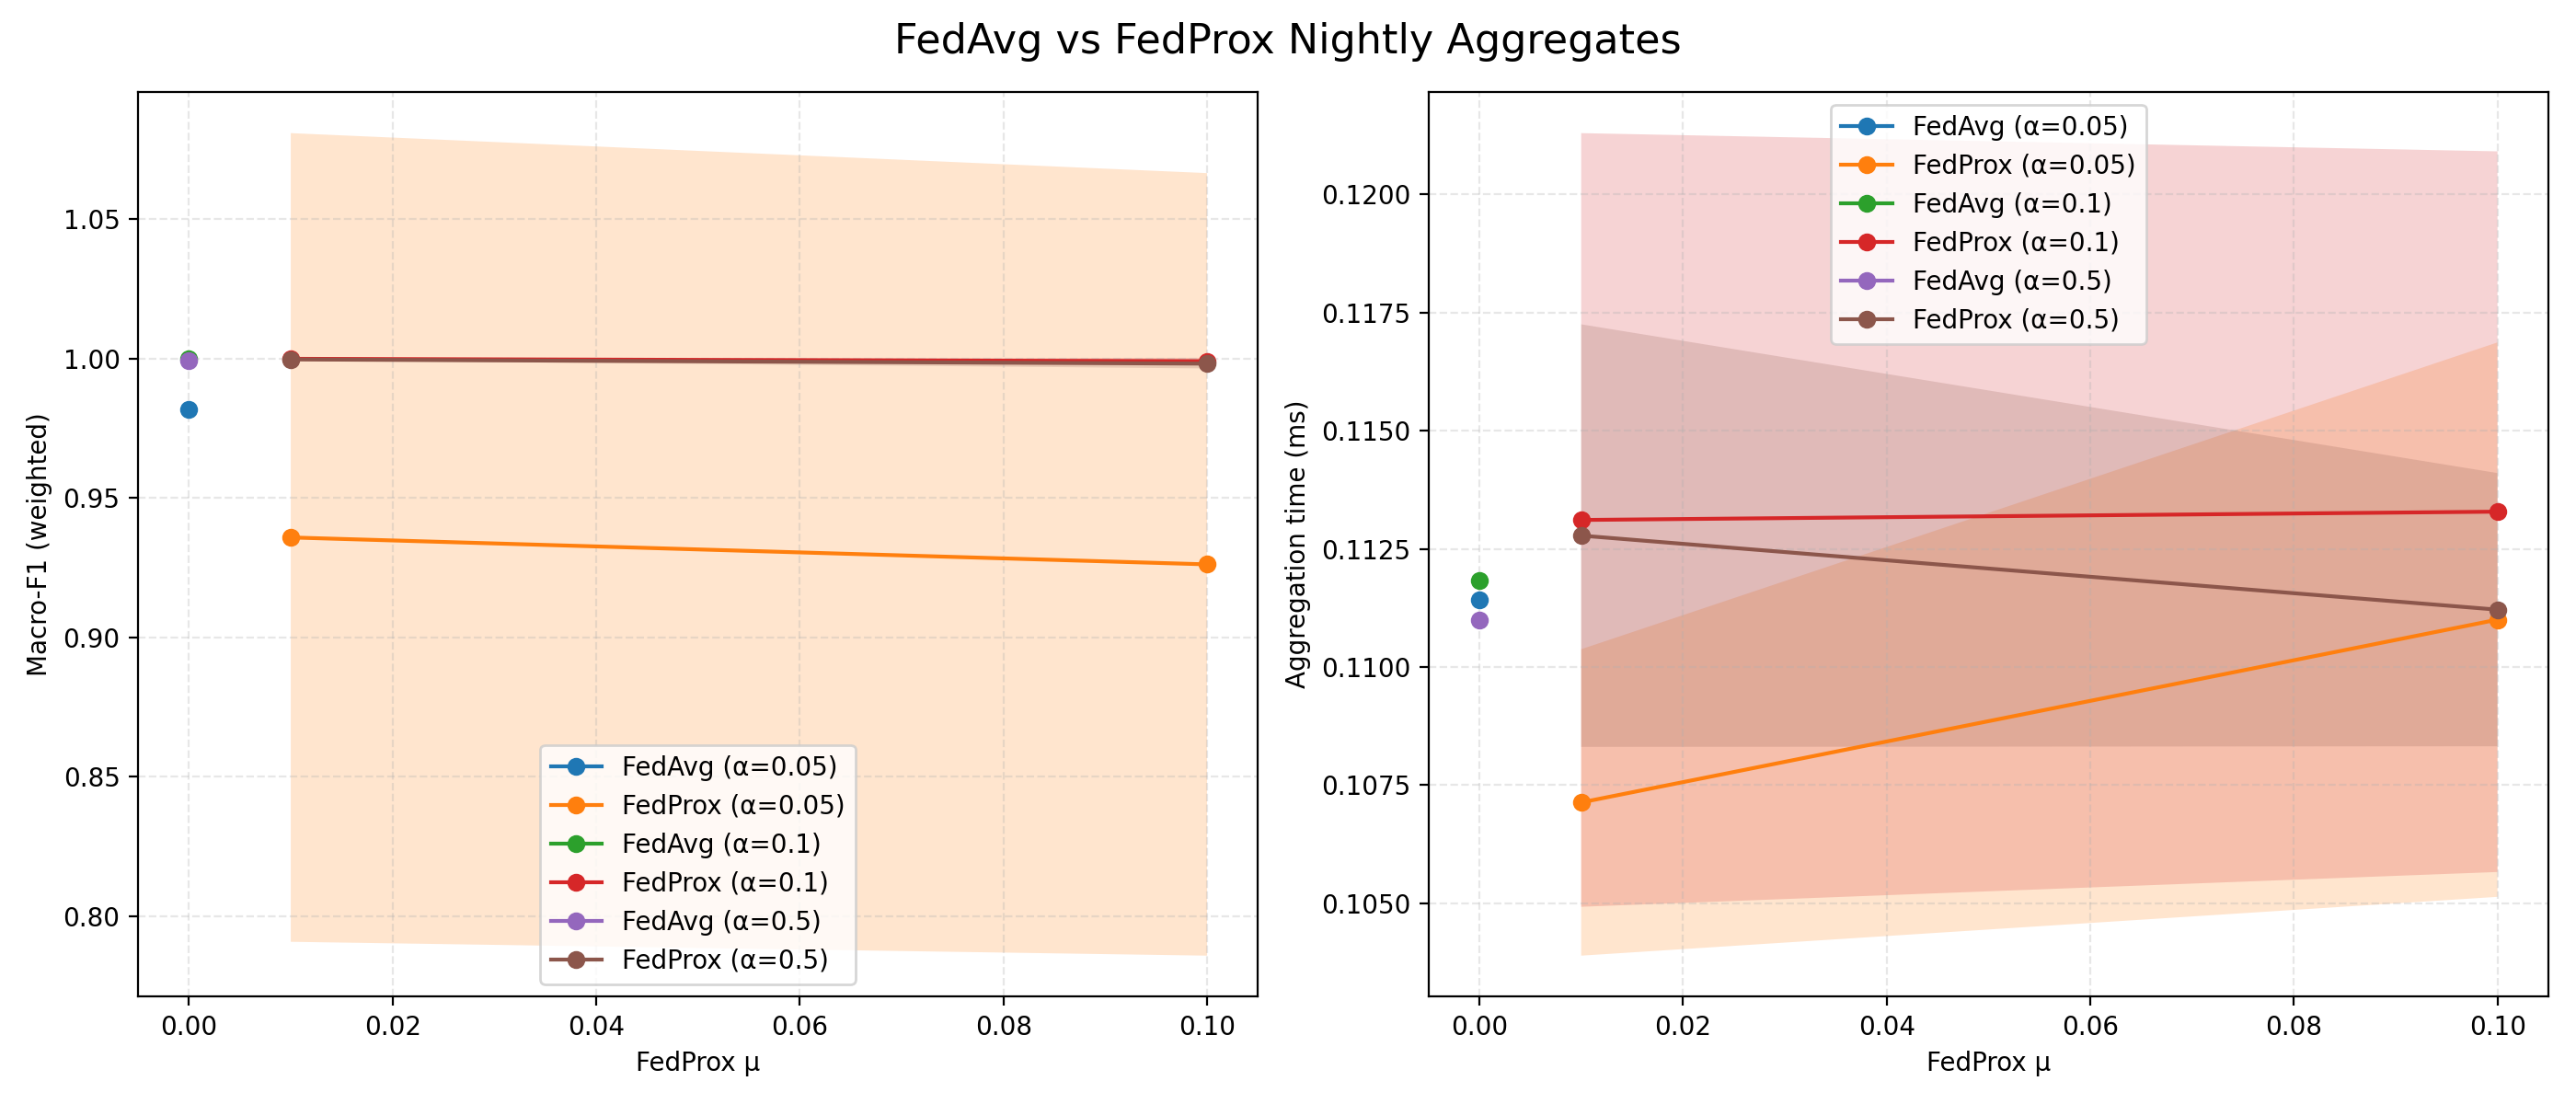 FedAvg vs FedProx Nightly Aggregates
Macro-F1 (weighted)
1.05
1.00
0.95
0.90
0.85
0.80
0.00 0.02 0.04 0.06 0.08 0.10
FedProx μ
FedAvg (α=0.05)
FedProx (α=0.05)
FedAvg (α=0.1)
FedProx (α=0.1)
FedAvg (α=0.5)
FedProx (α=0.5)
Aggregation time (ms)
0.1200
0.1175
0.1150
0.1125
0.1100
0.1075
0.1050
0.00 0.02 0.04 0.06 0.08 0.10
FedProx μ
FedAvg (α=0.05)
FedProx (α=0.05)
FedAvg (α=0.1)
FedProx (α=0.1)
FedAvg (α=0.5)
FedProx (α=0.5)